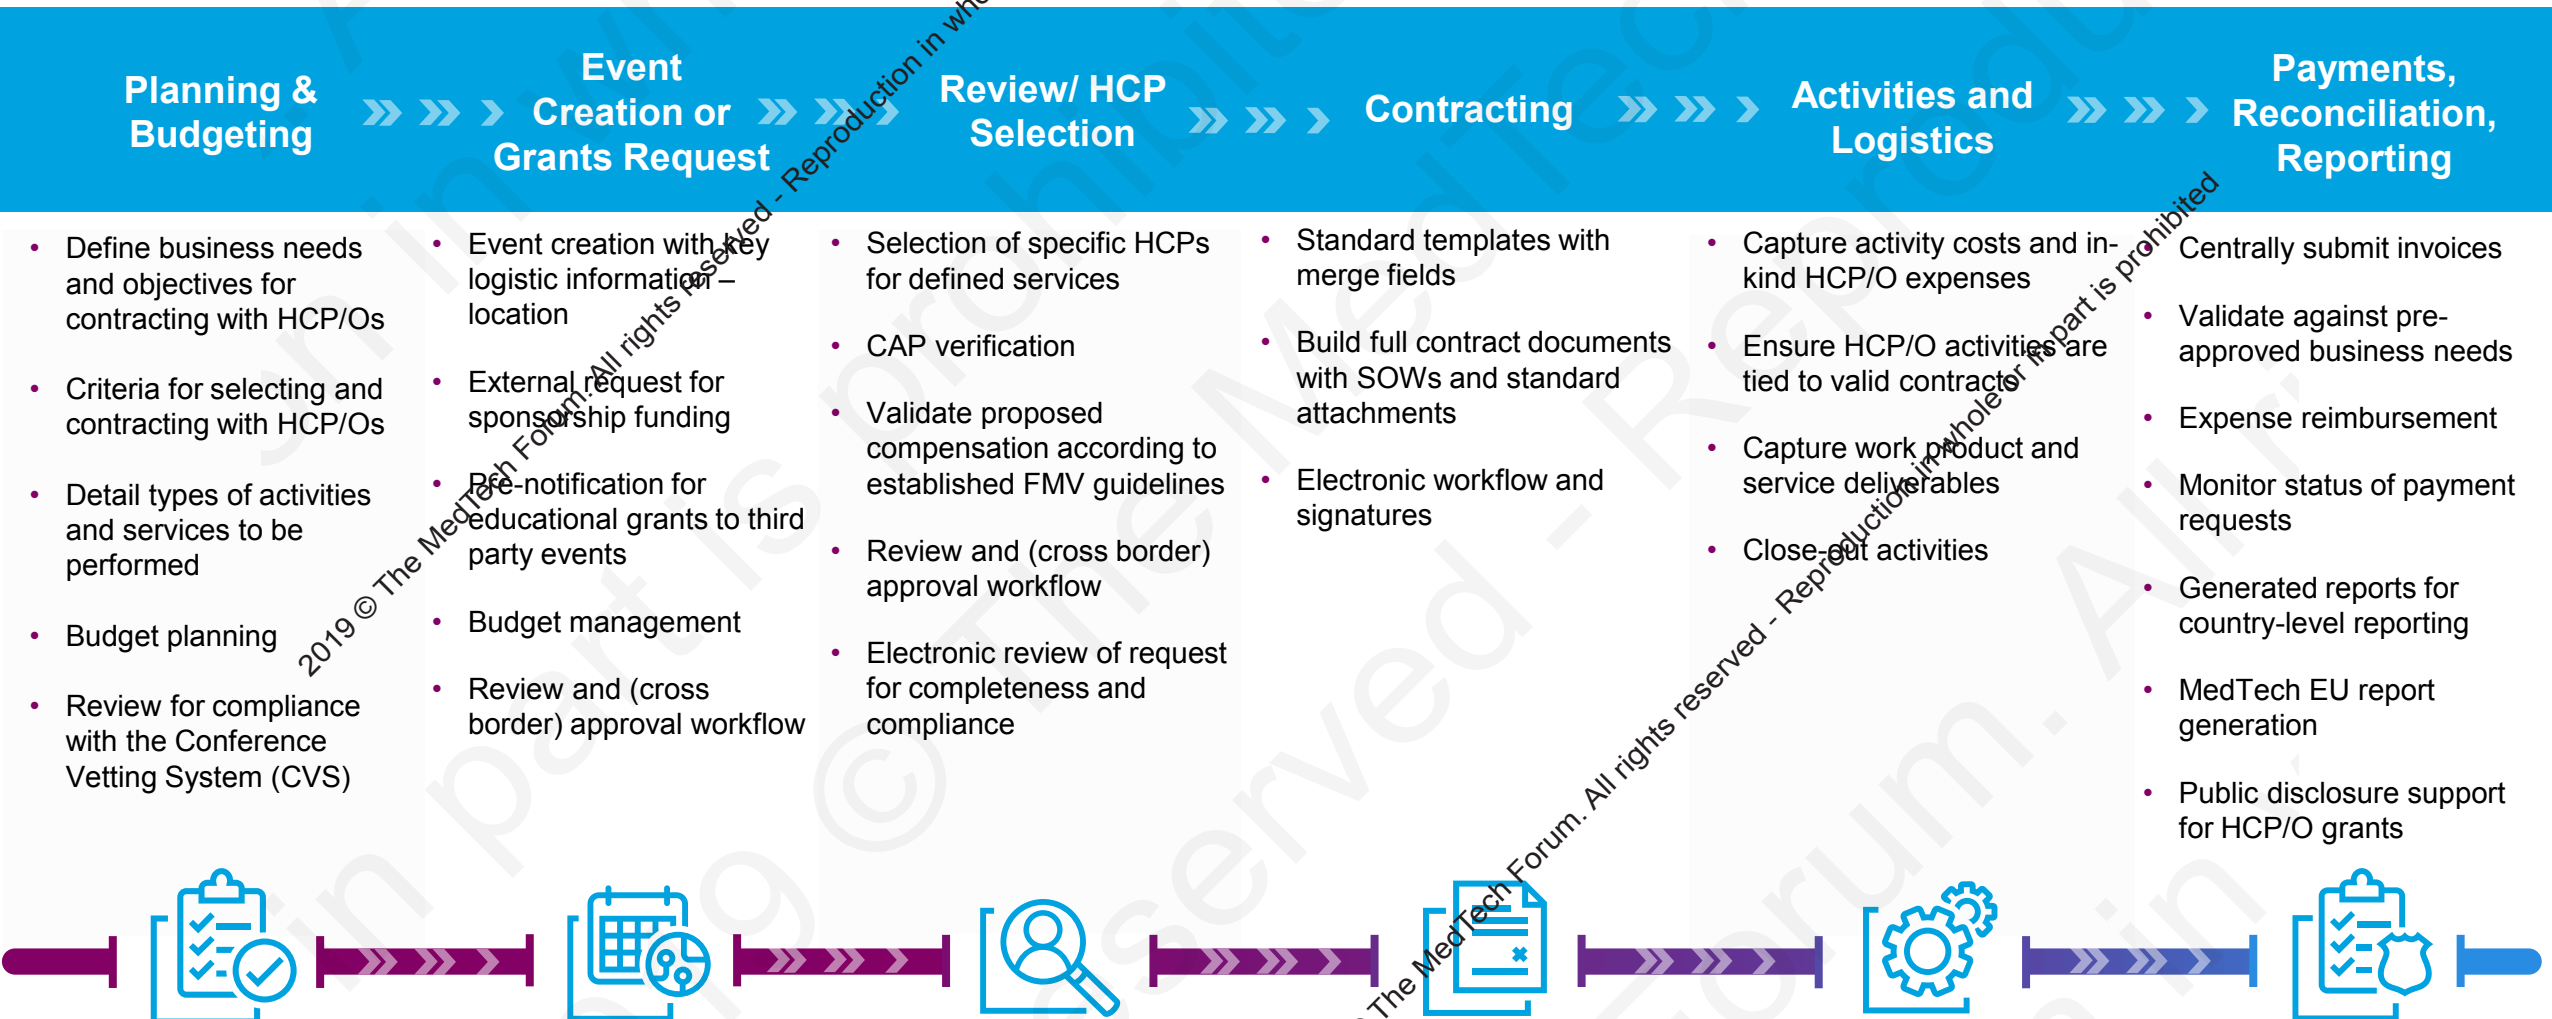 Planning &
Budgeting
Event
Creation or
Grants Request
Review/ HCP
Selection
Contracting
Activities and
Logistics
Payments,
Reconciliation,
Reporting
• Define business needs
and objectives for
contracting with HCP/Os
• Criteria for selecting and
contracting with HCP/Os
• Detail types of activities
and services to be
performed
• Budget planning
• Review for compliance
with the Conference
Vetting System (CVS)
• Event creation with key
logistic information –
location
• External request for
sponsorship funding
• Pre-notification for
educational grants to third
party events
• Budget management
• Review and (cross
border) approval workflow
• Selection of specific HCPs
for defined services
• CAP verification
• Validate proposed
compensation according to
established FMV guidelines
• Review and (cross border)
approval workflow
• Electronic review of request
for completeness and
compliance
• Standard templates with
merge fields
• Build full contract documents
with SOWs and standard
attachments
• Electronic workflow and
signatures
• Capture activity costs and in-
kind HCP/O expenses
• Ensure HCP/O activities are
tied to valid contracts
• Capture work product and
service deliverables
• Close-out activities
• Centrally submit invoices
• Validate against pre-
approved business needs
• Expense reimbursement
• Monitor status of payment
requests
• Generated reports for
country-level reporting
• MedTech EU report
generation
• Public disclosure support
for HCP/O grants
2019 © The MedTech Forum. All rights reserved - Reproduction in
The MedTech Forum. All rights reserved - Reproduction in whole or in part is prohibited
in part is prohibited
© The MedTech
reserved - Reprodu
Forum. All